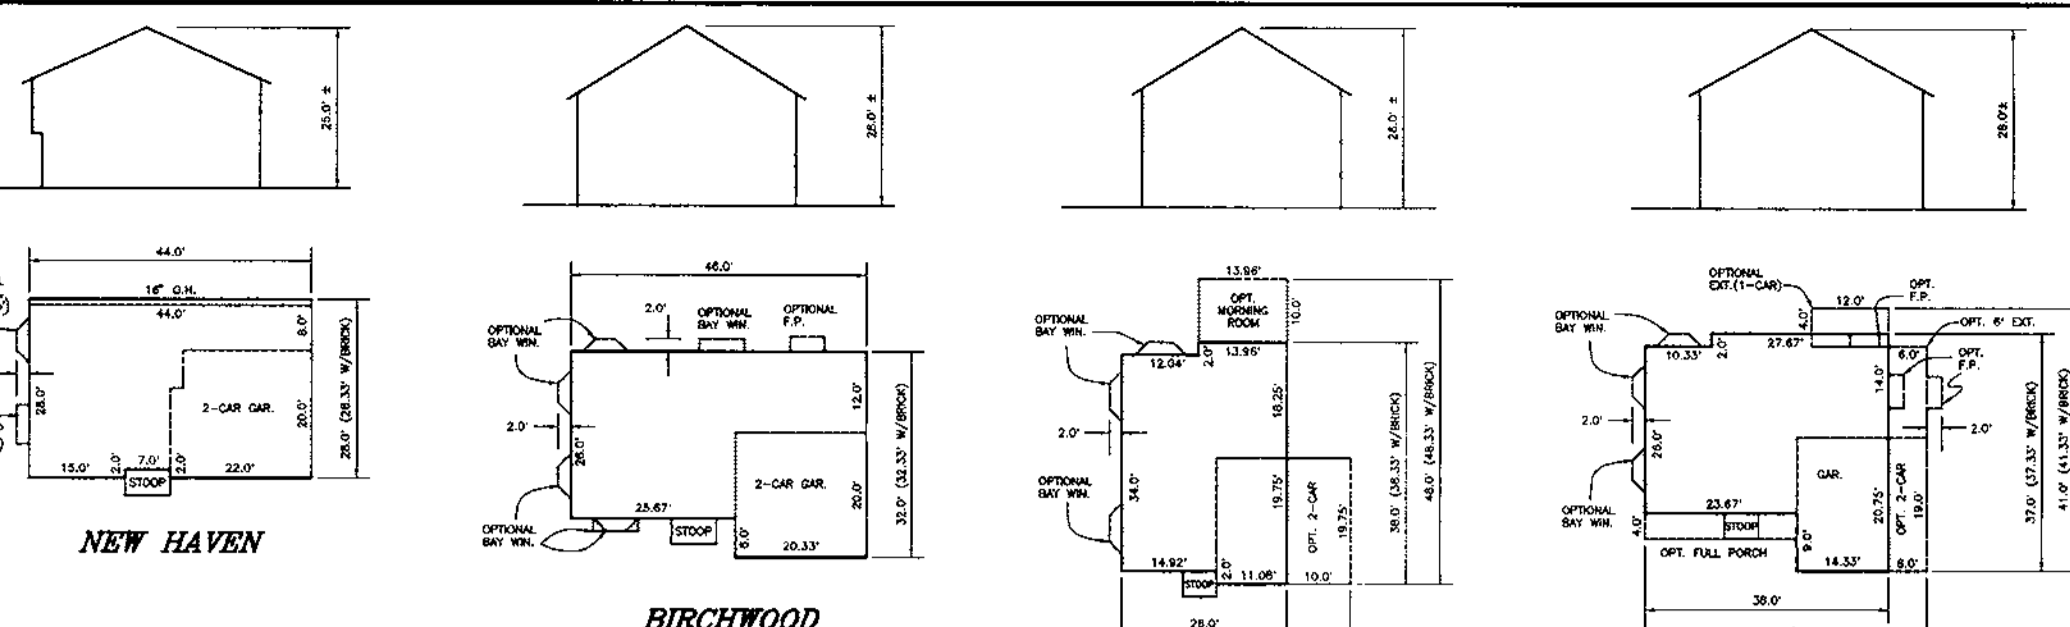 25.0' ±
28.0' ±
28.0' ±
28.0'±
44.0'
16" O.H.
44.0'
8.0'
28.0'
2-CAR GAR.
20.0'
28.0' (28.33' W/BRICK)
15.0'
2.0'
7.0'
2.0'
22.0'
STOOP
NEW HAVEN
46.0'
2.0'
OPTIONAL
BAY WIN.
OPTIONAL
F.P.
OPTIONAL
BAY WIN.
12.0'
2.0'
26.0'
2-CAR GAR.
20.0'
32.0' (32.33' W/BRICK)
25.67'
OPTIONAL
BAY WIN.
STOOP
6.0'
20.33'
BIRCHWOOD
13.96'
OPT.
MORNING
ROOM
10.0'
OPTIONAL
BAY WIN.
12.04'
2.0'
13.96'
18.25'
2.0'
OPTIONAL
BAY WIN.
34.0'
19.75'
OPT. 2-CAR
19.75'
38.0' (38.33' W/BRICK)
48.0' (48.33' W/BRICK)
14.92'
2.0'
11.08'
10.0'
STOOP
26.0'
OPTIONAL
EXT.(1-CAR)
12.0'
OPT.
F.P.
OPTIONAL
BAY WIN.
4.0'
OPT. 6' EXT.
10.33'
2.0'
27.67'
6.0'
OPT.
F.P.
14.0'
2.0'
26.0'
2.0'
GAR.
OPTIONAL
BAY WIN.
23.67'
20.75'
OPT. 2-CAR
19.0'
37.0' (37.33' W/BRICK)
41.0' (41.33' W/BRICK)
4.0'
STOOP
OPT. FULL PORCH
9.0'
14.33'
6.0'
38.0'